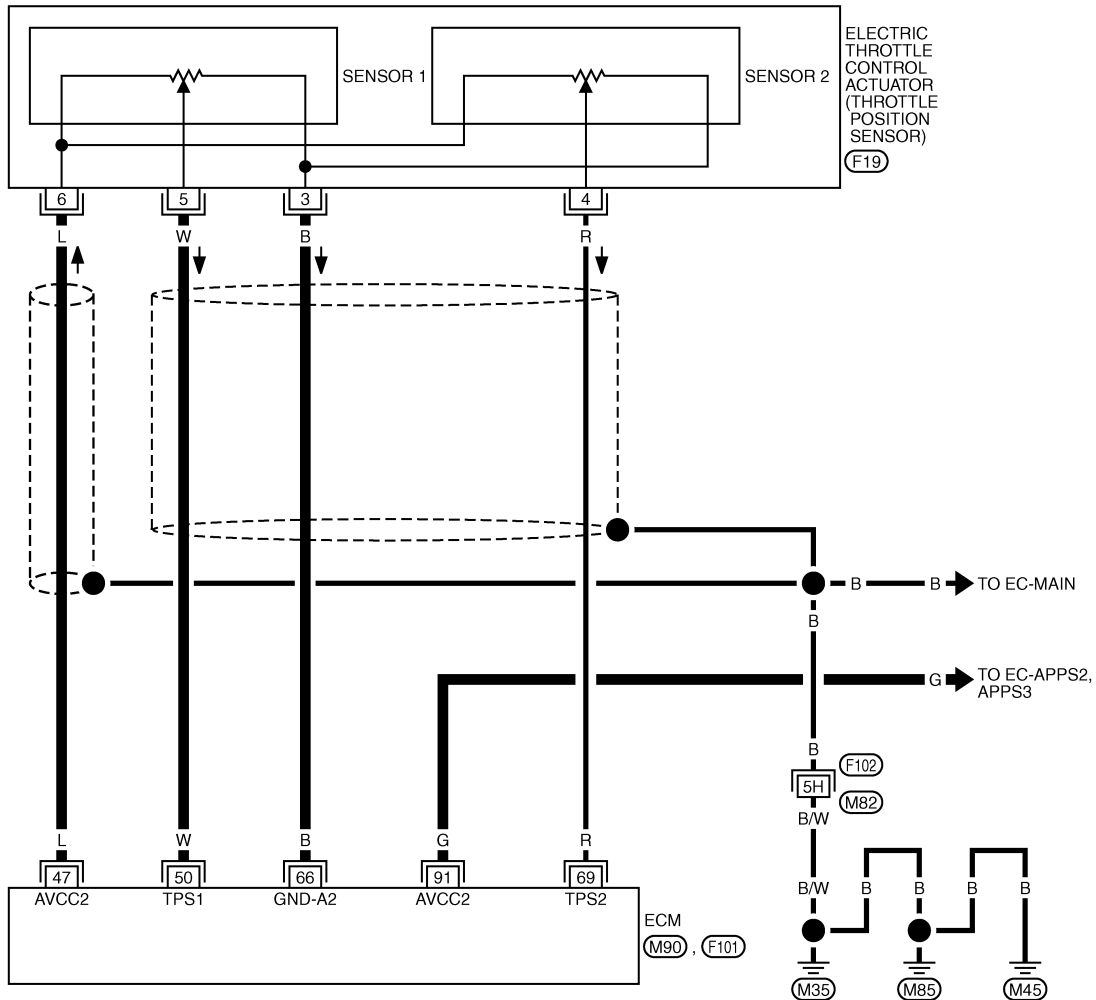 SENSOR 1
SENSOR 2
ELECTRIC
THROTTLE
CONTROL
ACTUATOR
(THROTTLE
POSITION
SENSOR)
F19
6 5 3 4
L W B R
B B TO EC-MAIN
B
G TO EC-APPS2,
APPS3
B
F102
5H
M82
B/W
L W B G R
47 50 66 91 69
AVCC2 TPS1 GND-A2 AVCC2 TPS2
B/W B B B B
ECM
M90 , F101
M35 M85 M45